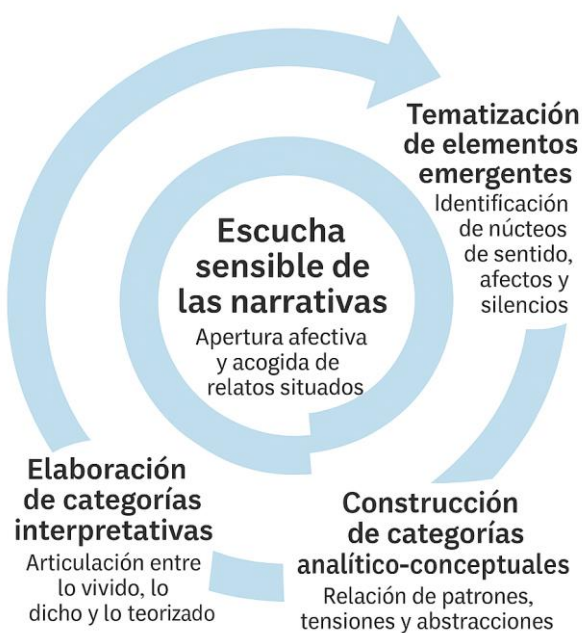 Escucha
sensible de
las narrativas
Apertura afectiva
y acogida de
relatos situados
Tematización
de elementos
emergentes
Identificación
de núcteos
de sentido,
afectos y
silencios
Construcción
de categorías
analítico-conceptuales
Relación de patrones,
tensiones y abstracciones
Elaboración
de categorías
interpretativas
Articulación entre
lo vivido, lo
dicho y lo teorizado